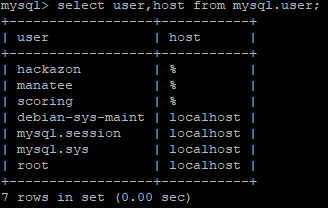 mysql> select user,host from mysql.user;
+------------------+-----------+
| user             | host      |
+------------------+-----------+
| hackazon         | %         |
| manatee          | %         |
| scoring          | %         |
| debian-sys-maint | localhost |
| mysql.session    | localhost |
| mysql.sys        | localhost |
| root             | localhost |
+------------------+-----------+
7 rows in set (0.00 sec)